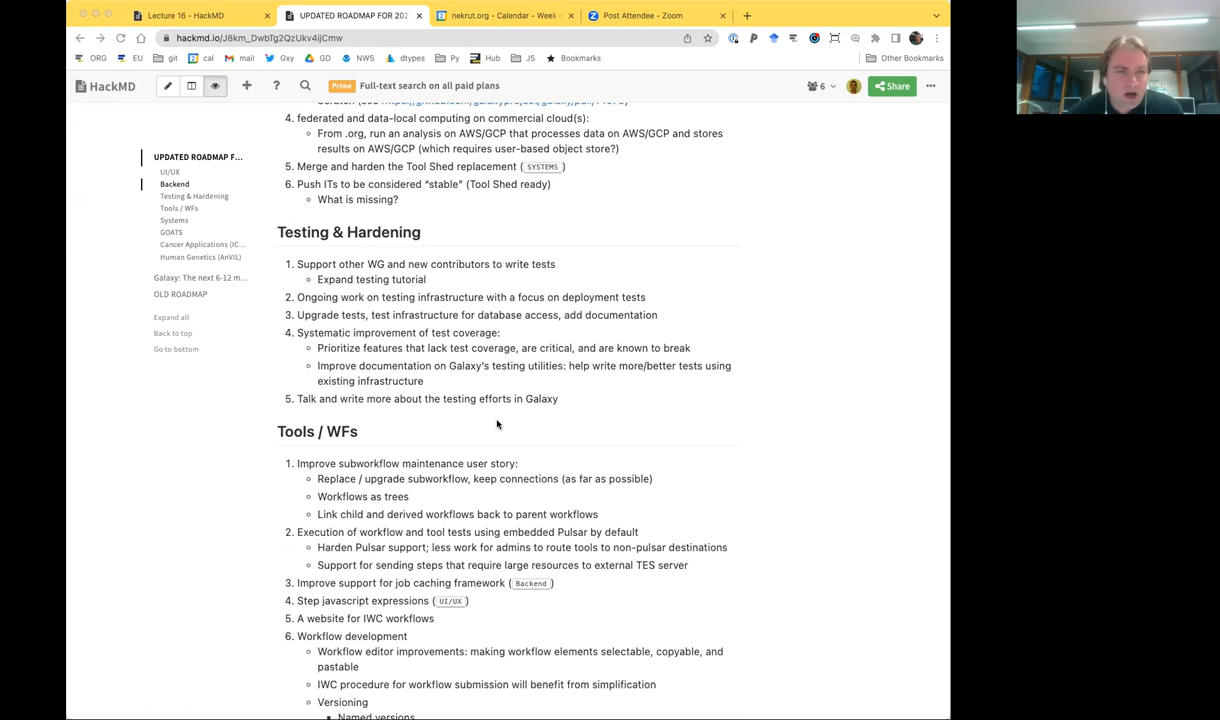 Lecture 16 - HackMD
UPDATED ROADMAP FOR 202
nekrut.org - Calendar - Week o
Post Attendee - Zoom
hackmd.io/J8km_DwbTg2QzUkv4ijCmw
ORG
EU
git
cal
mail
Gxy
GD
NWS
dtypes
Py
Hub
JS
Bookmarks
Other Bookmarks
HackMD
Prime
Full-text search on all paid plans
6
Share
UPDATED ROADMAP F...
UI/UX
Backend
Testing & Hardening
Tools / WFs
Systems
GOATS
Cancer Applications (IC...
Human Genetics (AnVIL)
Galaxy: The next 6-12 m...
OLD ROADMAP
Expand all
Back to top
Go to bottom
4. federated and data-local computing on commercial cloud(s):
From .org, run an analysis on AWS/GCP that processes data on AWS/GCP and stores
results on AWS/GCP (which requires user-based object store?)
5. Merge and harden the Tool Shed replacement ( SYSTEMS )
6. Push ITs to be considered “stable” (Tool Shed ready)
What is missing?
Testing & Hardening
1. Support other WG and new contributors to write tests
Expand testing tutorial
2. Ongoing work on testing infrastructure with a focus on deployment tests
3. Upgrade tests, test infrastructure for database access, add documentation
4. Systematic improvement of test coverage:
Prioritize features that lack test coverage, are critical, and are known to break
Improve documentation on Galaxy’s testing utilities: help write more/better tests using
existing infrastructure
5. Talk and write more about the testing efforts in Galaxy
Tools / WFs
1. Improve subworkflow maintenance user story:
Replace / upgrade subworkflow, keep connections (as far as possible)
Workflows as trees
Link child and derived workflows back to parent workflows
2. Execution of workflow and tool tests using embedded Pulsar by default
Harden Pulsar support; less work for admins to route tools to non-pulsar destinations
Support for sending steps that require large resources to external TES server
3. Improve support for job caching framework ( Backend )
4. Step javascript expressions ( UI/UX )
5. A website for IWC workflows
6. Workflow development
Workflow editor improvements: making workflow elements selectable, copyable, and
pastable
IWC procedure for workflow submission will benefit from simplification
Versioning
Named versions